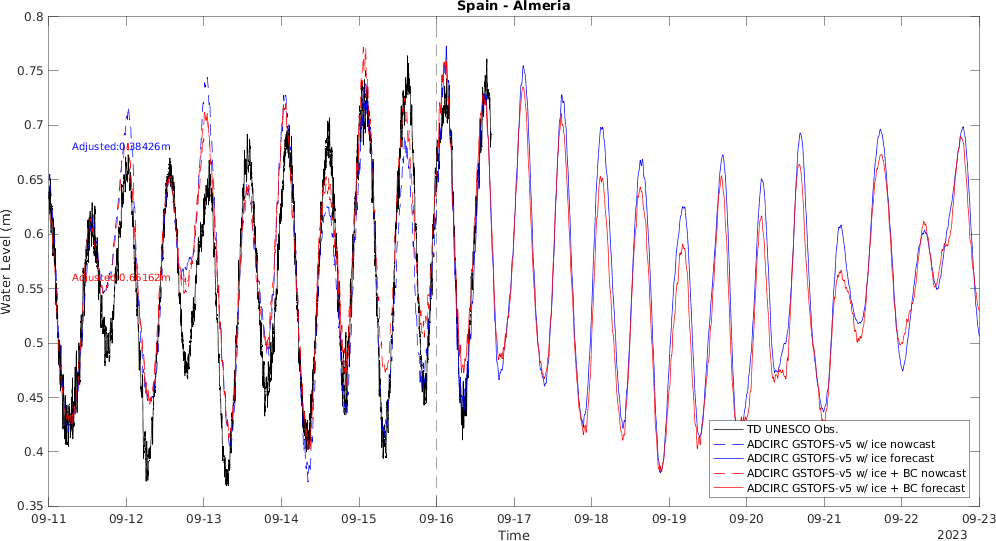 Spain - Almeria
0.8
0.75
0.7
0.65
0.6
0.55
0.5
0.45
0.4
0.35
Water Level (m)
Adjusted:0.38426m
Adjusted:0.66162m
TD UNESCO Obs.
ADCIRC GSTOFS-v5 w/ ice nowcast
ADCIRC GSTOFS-v5 w/ ice forecast
ADCIRC GSTOFS-v5 w/ ice + BC nowcast
ADCIRC GSTOFS-v5 w/ ice + BC forecast
09-11 09-12 09-13 09-14 09-15 09-16 09-17 09-18 09-19 09-20 09-21 09-22 09-23
Time
2023